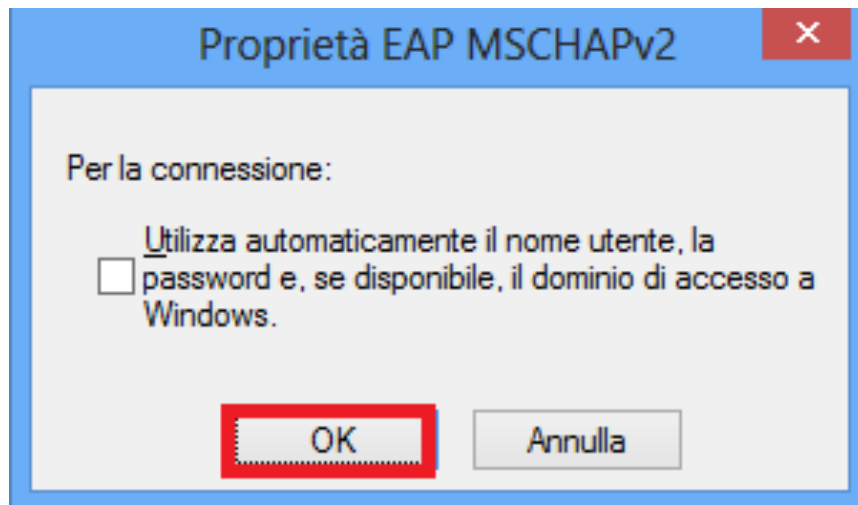 Proprietà EAP MSCHAPv2
Per la connessione:
Utilizza automaticamente il nome utente, la
password e, se disponibile, il dominio di accesso a
Windows.
OK
Annulla